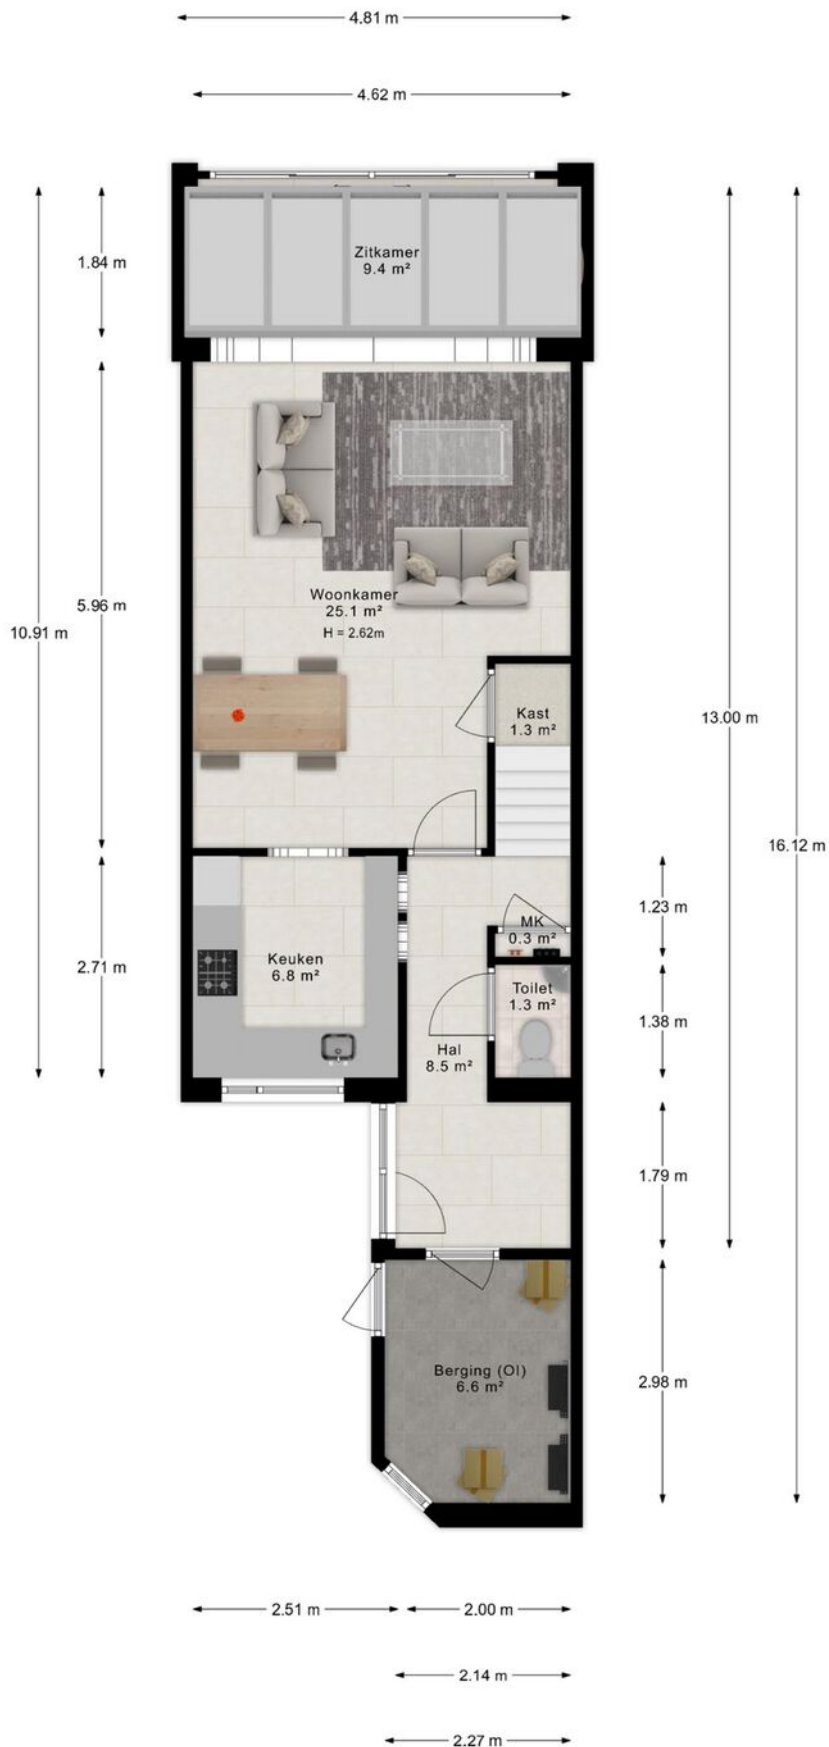 4.81 m
4.62 m
Zitkamer
9.4 m²
1.84 m
Woonkamer
25.1 m²
H = 2.62m
5.96 m
10.91 m
Kast
1.3 m²
13.00 m
16.12 m
MK
0.3 m²
1.23 m
Keuken
6.8 m²
2.71 m
Toilet
1.3 m²
1.38 m
Hal
8.5 m²
1.79 m
Berging (OI)
6.6 m²
2.98 m
2.51 m
2.00 m
2.14 m
2.27 m